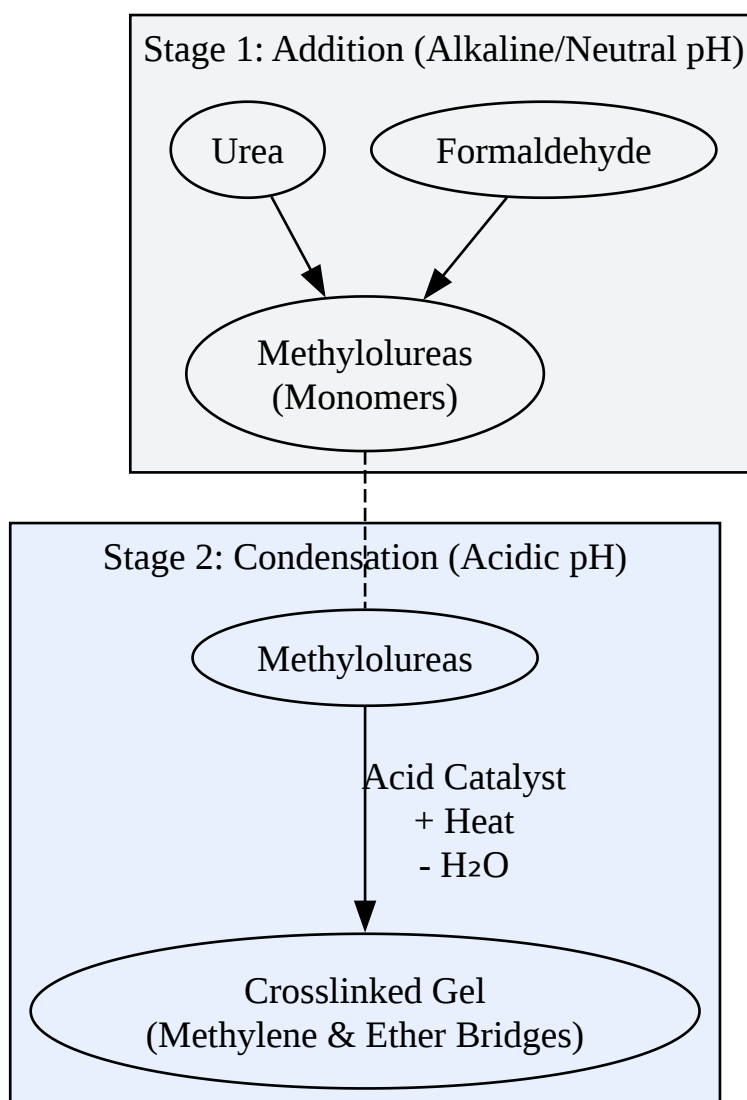 Stage 1: Addition (Alkaline/Neutral pH)
Urea
Formaldehyde
Methylolureas
(Monomers)
Stage 2: Condensation (Acidic pH)
Methylolureas
Acid Catalyst
+ Heat
- H₂O
Crosslinked Gel
(Methylene & Ether Bridges)